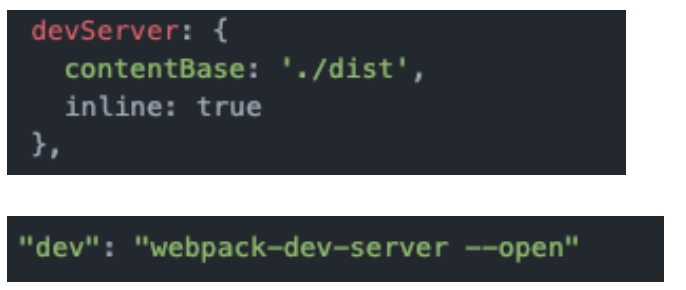 devServer: {
contentBase: './dist',
inline: true
},
"dev": "webpack-dev-server --open"